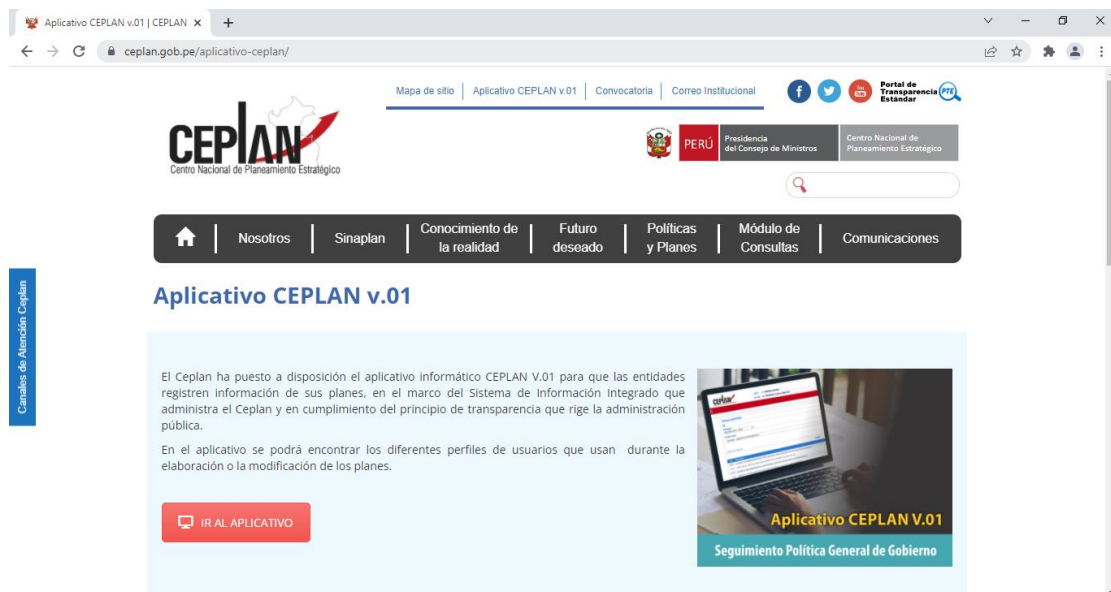 Aplicativo CEPLAN v.01 | CEPLAN
ceplan.gob.pe/aplicativo-ceplan/
Mapa de sitio | Aplicativo CEPLAN v.01 | Convocatoria | Correo Institucional
Portal de
Transparencia
Estándar
PTE
CEPLAN
Centro Nacional de Planeamiento Estratégico
PERÚ
Presidencia
del Consejo de Ministros
Centro Nacional de
Planeamiento Estratégico
Nosotros
Sinaplan
Conocimiento de
la realidad
Futuro
deseado
Políticas
y Planes
Módulo de
Consultas
Comunicaciones
Canales de Atención Ceplan
Aplicativo CEPLAN v.01
El Ceplan ha puesto a disposición el aplicativo informático CEPLAN V.01 para que las entidades
registren información de sus planes, en el marco del Sistema de Información Integrado que
administra el Ceplan y en cumplimiento del principio de transparencia que rige la administración
pública.
En el aplicativo se podrá encontrar los diferentes perfiles de usuarios que usan durante la
elaboración o la modificación de los planes.
IR AL APLICATIVO
Aplicativo CEPLAN V.01
Seguimiento Política General de Gobierno